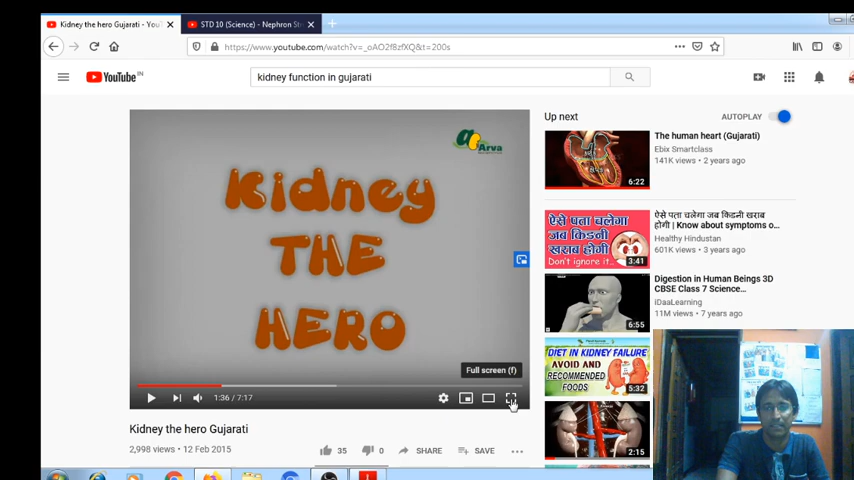 Kidney the hero Gujarati - You
STD 10 (Science) - Nephron St
https://www.youtube.com/watch?v=_oAO2f8zfXQ&t=200s
YouTube IN
kidney function in gujarati
Arva
Kidney
THE
HERO
Full screen (f)
1:36 / 7:17
Kidney the hero Gujarati
2,998 views • 12 Feb 2015
35
0
SHARE
SAVE
Up next
AUTOPLAY
6:22
The human heart (Gujarati)
Ebix Smartclass
141K views • 2 years ago
ऐसे पता चलेगा
जब किडनी
खराब होगी
Don't ignore it...
3:41
ऐसे पता चलेगा जब किडनी खराब
होगी | Know about symptoms o...
Healthy Hindustan
601K views • 3 years ago
6:55
Digestion in Human Beings 3D
CBSE Class 7 Science...
iDaaLearning
11M views • 7 years ago
DIET IN KIDNEY FAILURE
AVOID AND
RECOMMENDED
FOODS
5:32
2:15